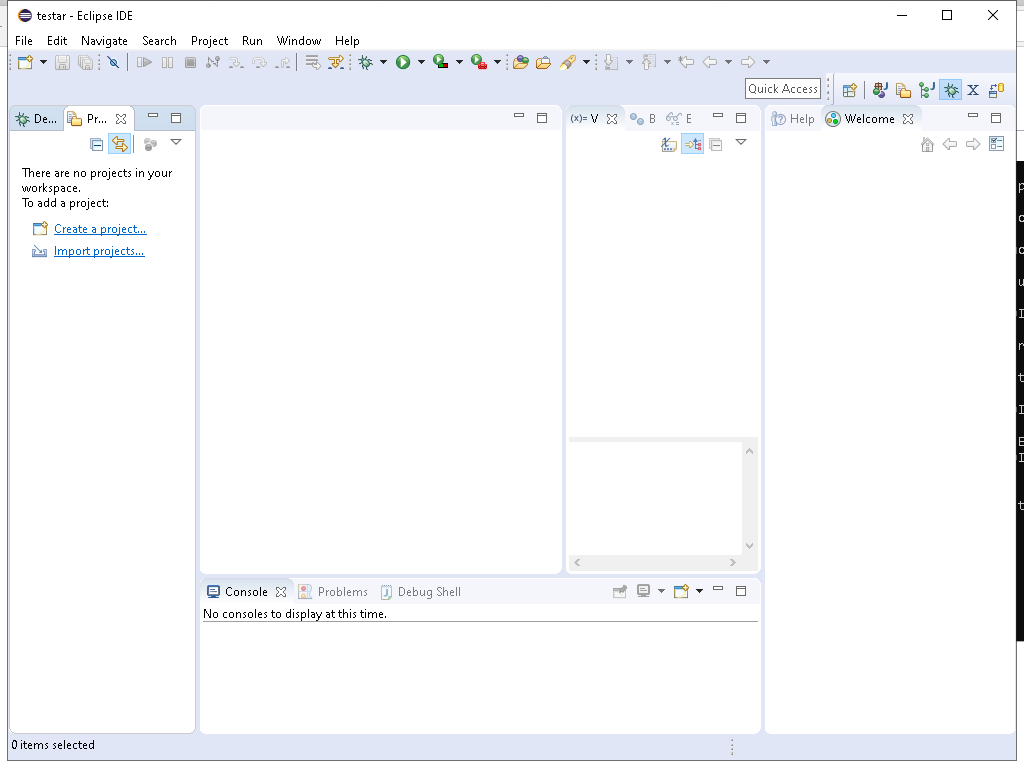 testar - Eclipse IDE
File Edit Navigate Search Project Run Window Help
Quick Access
De... Pr...
(x)= V B E
Help Welcome
There are no projects in your
workspace.
To add a project:
Create a project...
Import projects...
Console Problems Debug Shell
No consoles to display at this time.
0 items selected